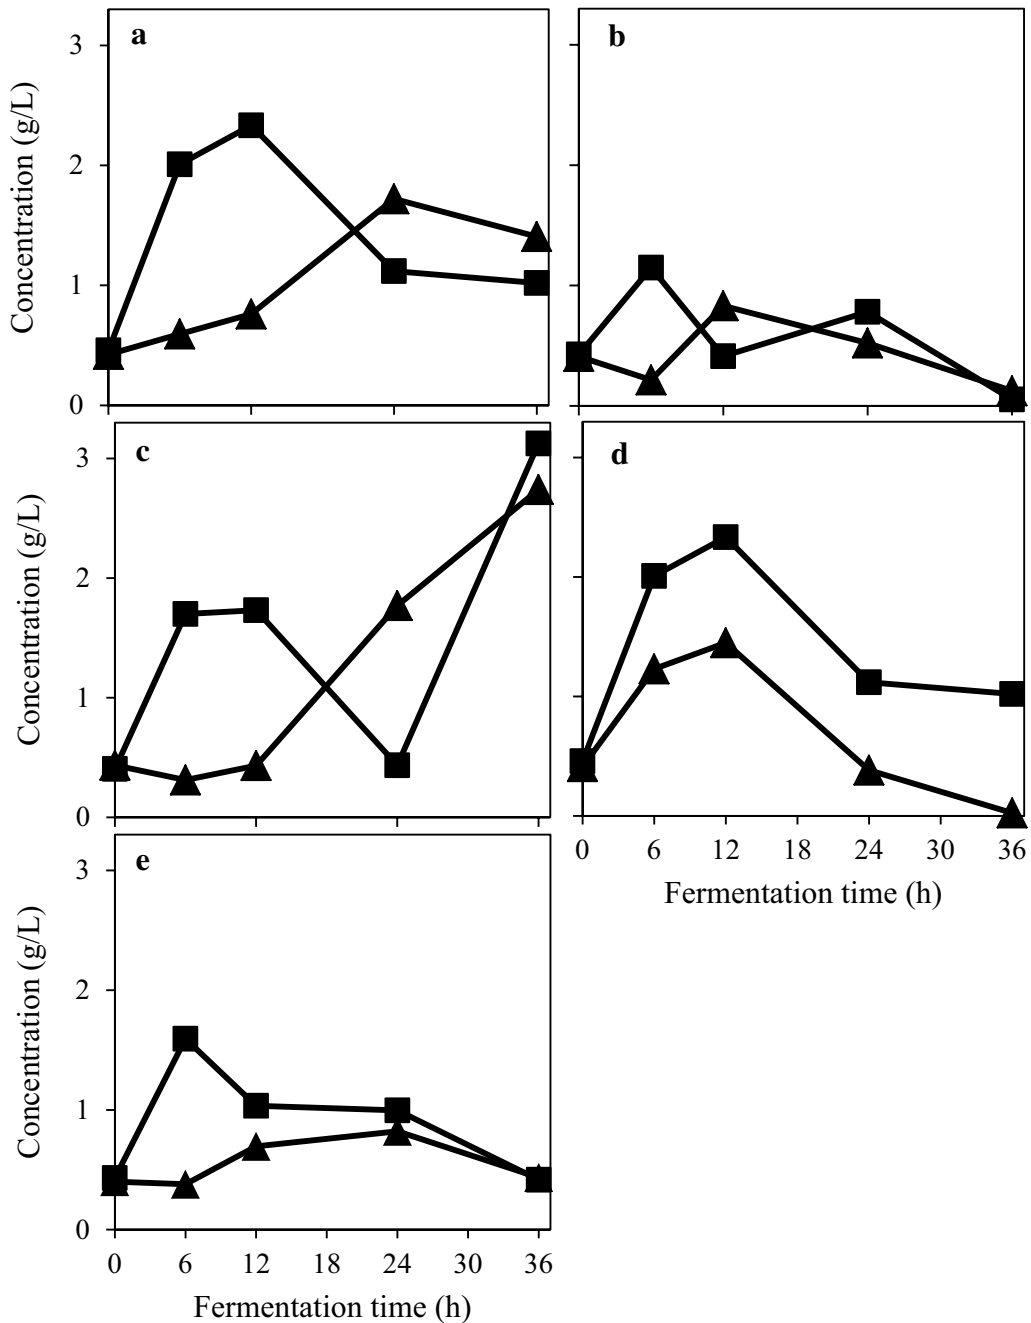 a
3
2
1
0
Concentration (g/L)
b
c
3
2
1
0
Concentration (g/L)
d
0 6 12 18 24 30 36
Fermentation time (h)
e
3
2
1
0
Concentration (g/L)
0 6 12 18 24 30 36
Fermentation time (h)